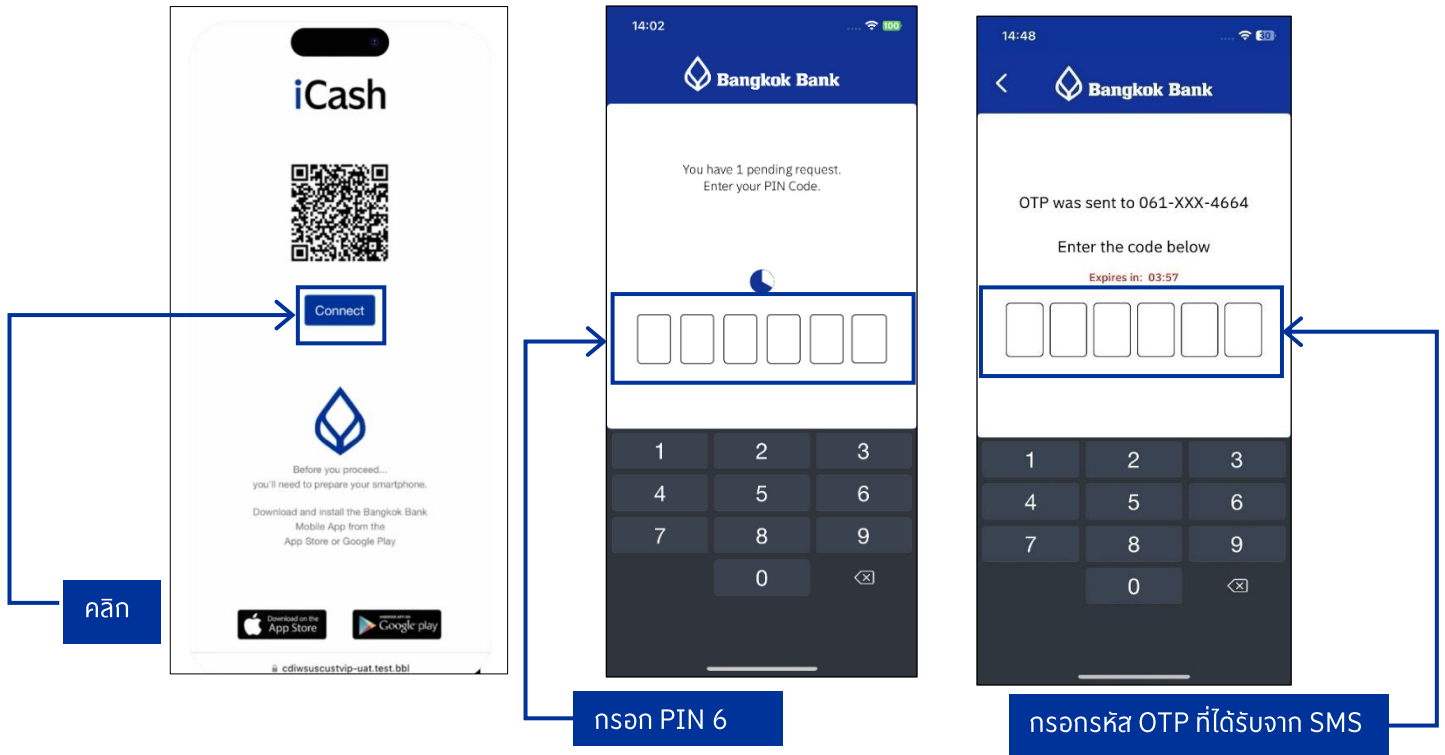 iCash
Connect
Before you proceed...
you'll need to prepare your smartphone.
Download and install the Bangkok Bank
Mobile App from the
App Store or Google Play
Download on the
App Store
Google play
cdiwsuscustvip-uat.test.bbl
คลิก
14:02
100
Bangkok Bank
You have 1 pending request.
Enter your PIN Code.
1 2 3
4 5 6
7 8 9
0
กรอก PIN 6
14:48
30
Bangkok Bank
OTP was sent to 061-XXX-4664
Enter the code below
Expires in: 03:57
1 2 3
4 5 6
7 8 9
0
กรอกรหัส OTP ที่ได้รับจาก SMS